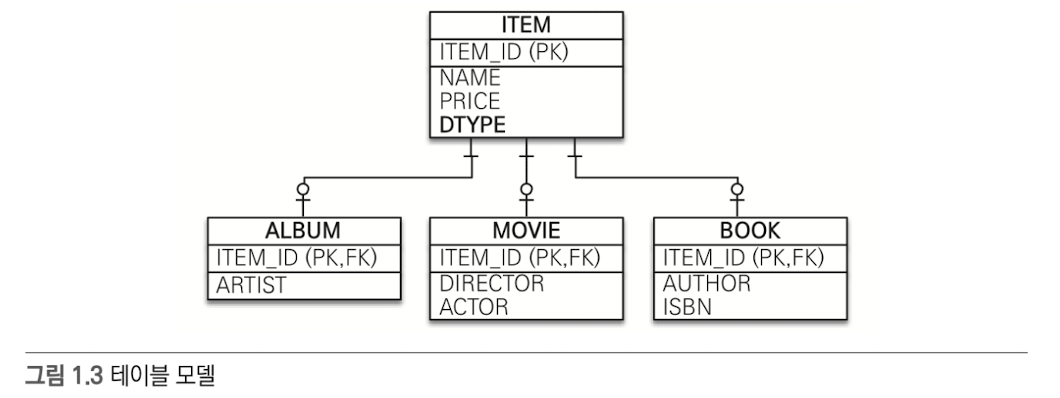 ITEM
ITEM_ID (PK)
NAME
PRICE
DTYPE
ALBUM
ITEM_ID (PK,FK)
ARTIST
MOVIE
ITEM_ID (PK,FK)
DIRECTOR
ACTOR
BOOK
ITEM_ID (PK,FK)
AUTHOR
ISBN
그림 1.3 테이블 모델